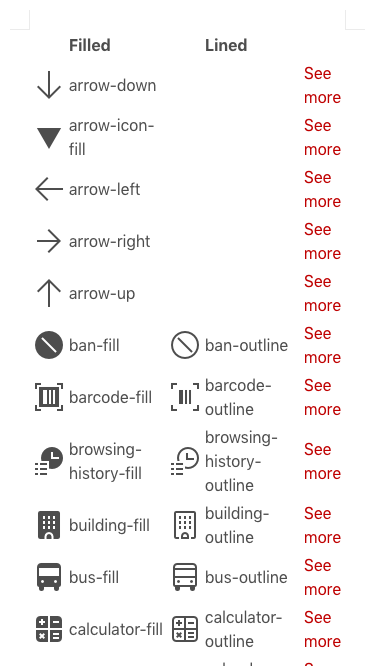 Filled Lined
arrow-down See
more
arrow-icon- See
fill more
arrow-left See
more
arrow-right See
more
arrow-up See
more
ban-fill ban-outline See
more
barcode-fill barcode- See
outline more
browsing- browsing- See
history-fill history- more
outline
building-fill building- See
outline more
bus-fill bus-outline See
more
calculator-fill calculator- See
outline more